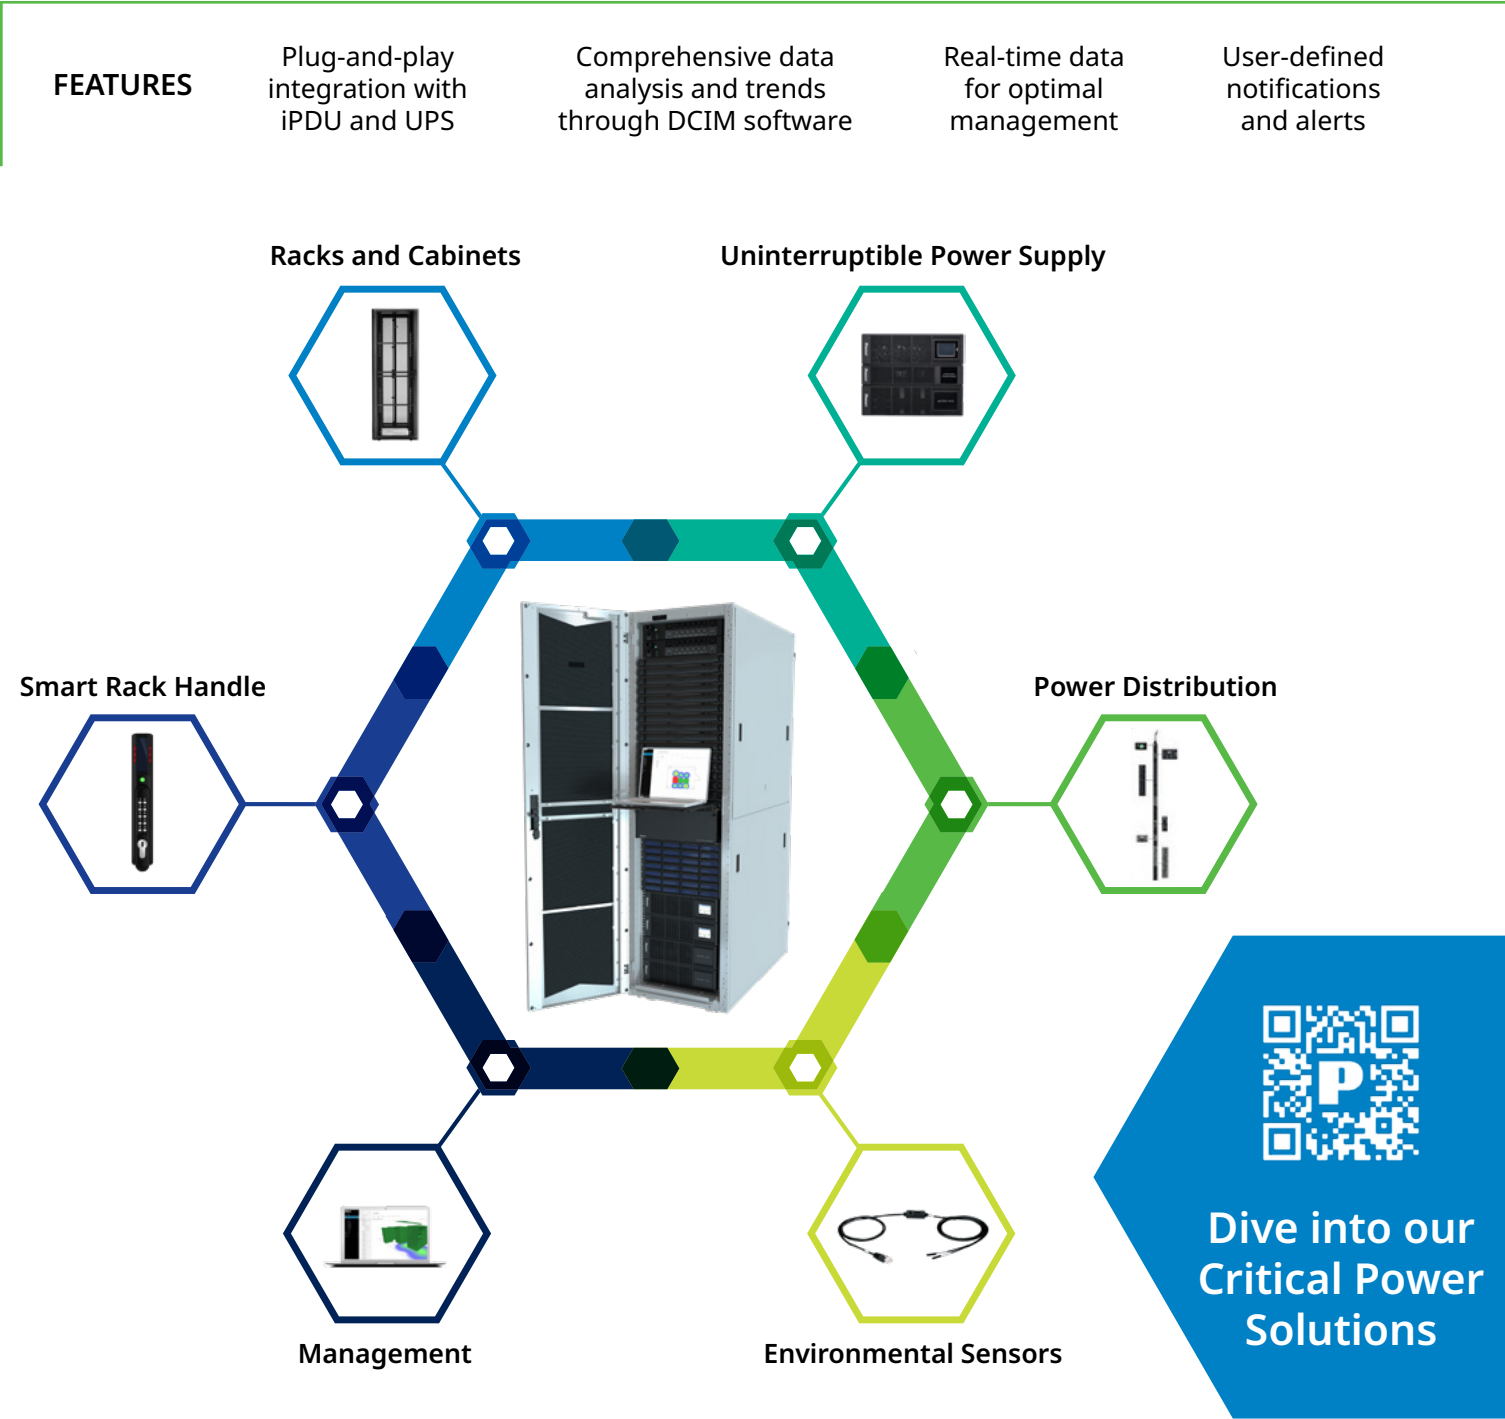 FEATURES
Plug-and-play
integration with
iPDU and UPS
Comprehensive data
analysis and trends
through DCIM software
Real-time data
for optimal
management
User-defined
notifications
and alerts
Racks and Cabinets
Uninterruptible Power Supply
Smart Rack Handle
Power Distribution
Management
Environmental Sensors
P
Dive into our
Critical Power
Solutions